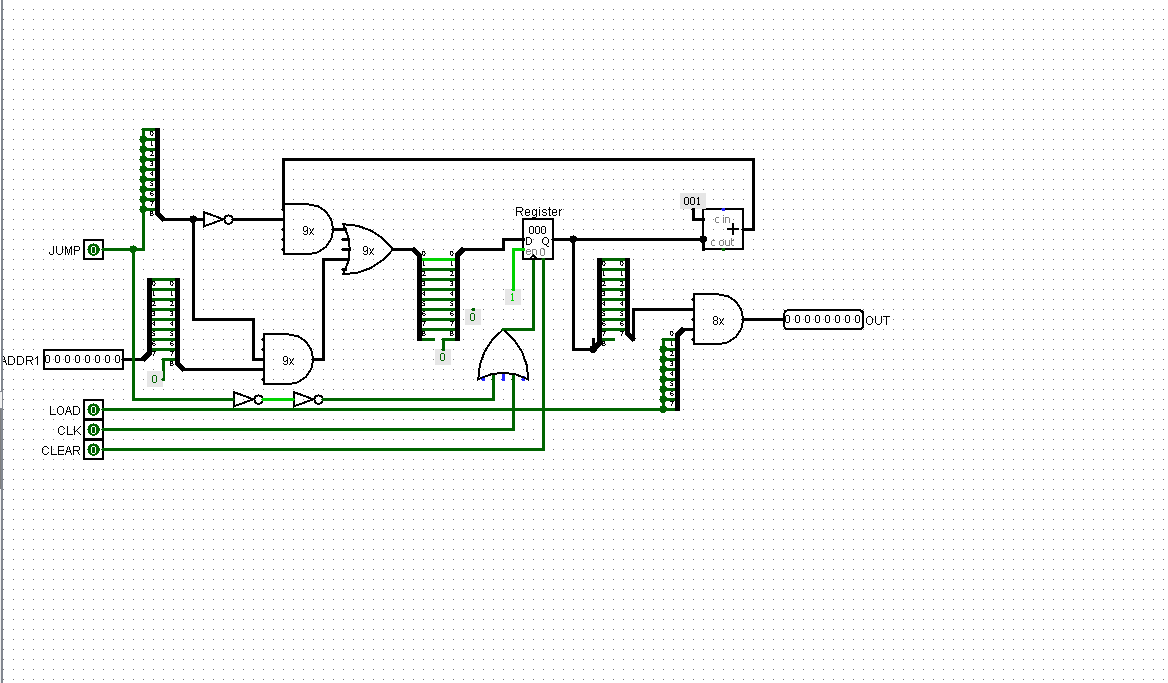 001
Register
000
D Q
en 0
c in
+
c out
9x
9x
JUMP 0
1
0
8x
0 0 0 0 0 0 0 0 OUT
0
ADDR1 0 0 0 0 0 0 0 0
9x
0
LOAD 0
CLK 0
CLEAR 0